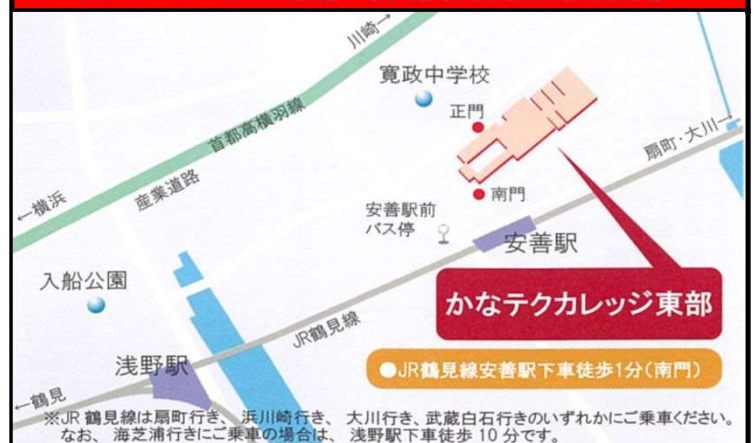 川崎→
寛政中学校
正門
首都高横羽線
扇町・大川→
産業道路
←横浜
南門
安善駅前
バス停
安善駅
入船公園
かなテクカレッジ東部
JR鶴見線
浅野駅
●JR鶴見線安善駅下車徒歩1分(南門)
←鶴見
※JR 鶴見線は扇町行き、浜川崎行き、大川行き、武蔵白石行きのいずれかにご乗車ください。
なお、海芝浦行きにご乗車の場合は、浅野駅下車徒歩 10 分です。